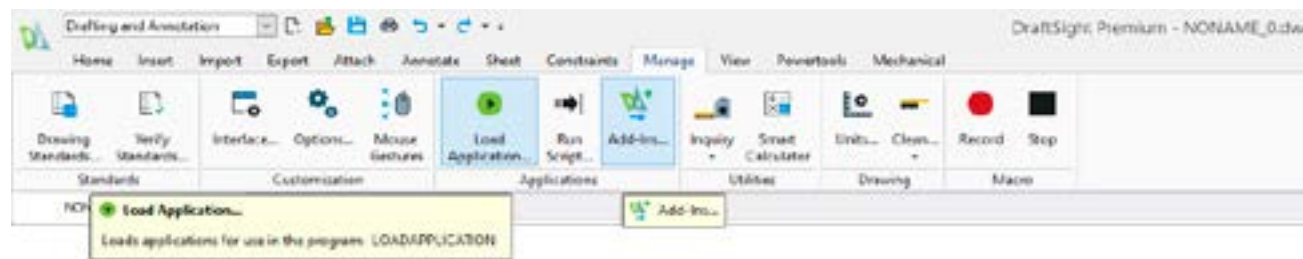 Drafting and Annotation
DraftSight Premium - NONAME_0.dw
Home Insert Import Export Attach Annotate Sheet Constraints Manage View Powertools Mechanical
Drawing Standards... Verify Standards... Interface... Options... Mouse Gestures Load Application... Run Script... Add-Ins... Inquiry Smart Calculator Units... Clean... Record Stop
Standards Customization Applications Utilities Drawing Macro
NON
Load Application...
Add-Ins...
Loads applications for use in the program: LOADAPPLICATION